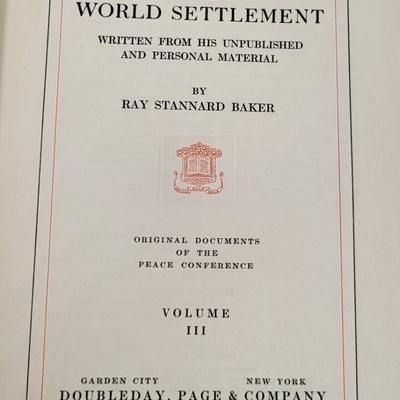 WORLD SETTLEMENT
WRITTEN FROM HIS UNPUBLISHED
AND PERSONAL MATERIAL
BY
RAY STANNARD BAKER
ORIGINAL DOCUMENTS
OF THE
PEACE CONFERENCE
VOLUME
III
GARDEN CITY NEW YORK
DOUBLEDAY, PAGE & COMPANY